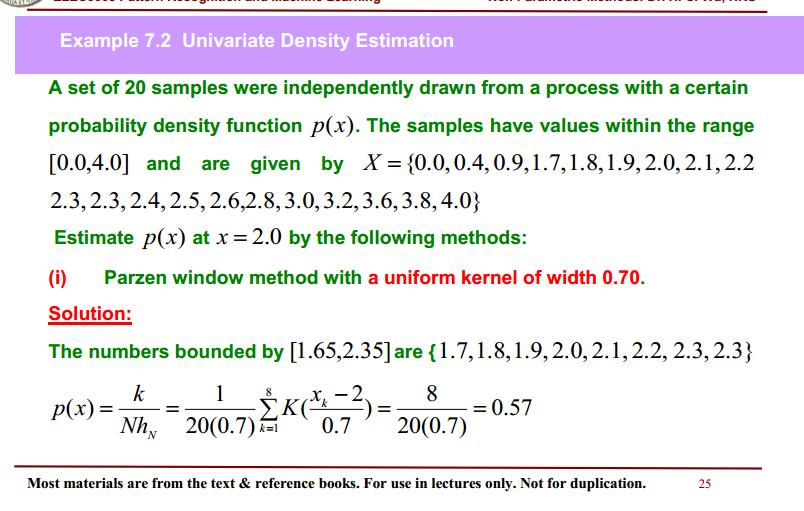 Example 7.2 Univariate Density Estimation
A set of 20 samples were independently drawn from a process with a certain
probability density function p(x). The samples have values within the range
[0.0,4.0] and are given by X = {0.0, 0.4, 0.9, 1.7, 1.8, 1.9, 2.0, 2.1, 2.2
2.3, 2.3, 2.4, 2.5, 2.6,2.8, 3.0, 3.2, 3.6, 3.8, 4.0}
Estimate p(x) at x = 2.0 by the following methods:
(i) Parzen window method with a uniform kernel of width 0.70.
Solution:
The numbers bounded by [1.65,2.35] are {1.7,1.8,1.9, 2.0, 2.1, 2.2, 2.3, 2.3}
p(x) = k/Nh_N = 1/20(0.7) 8∑k=1 K(x_k − 2/0.7) = 8/20(0.7) = 0.57
Most materials are from the text & reference books. For use in lectures only. Not for duplication. 25